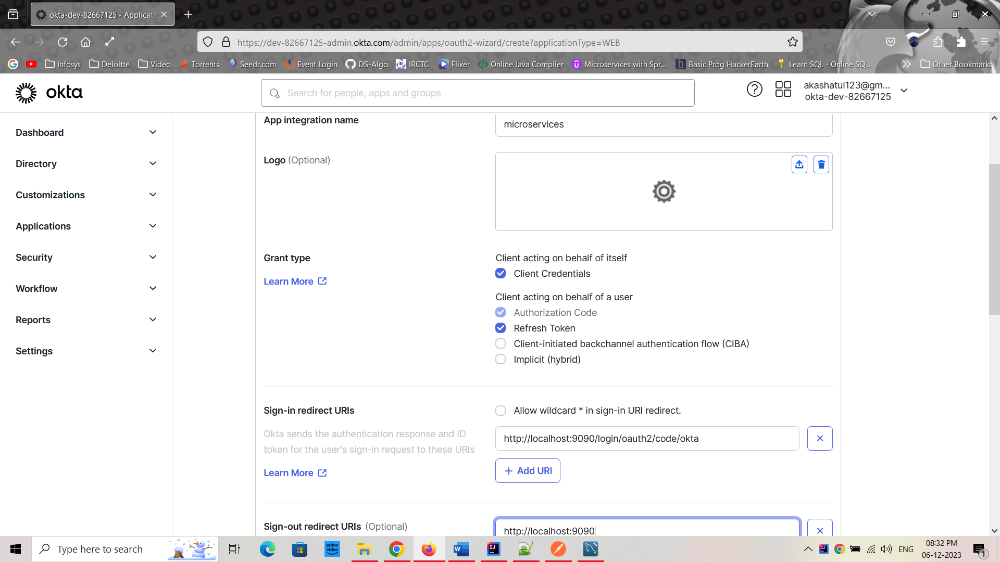 okta-dev-82667125 - Applicatic
https://dev-82667125-admin.okta.com/admin/apps/oauth2-wizard/create?applicationType=WEB
Infosys
Deloitte
Video
Torrents
Seedr.com
Event Login
DS-Algo
IRCTC
Flixer
Online Java Compiler
Microservices with Spr...
Basic Prog HackerEarth
Learn SQL - Online SQ...
Other Bookmarks
okta
Search for people, apps and groups
akashatul123@gm...
okta-dev-82667125
Dashboard
Directory
Customizations
Applications
Security
Workflow
Reports
Settings
App integration name
microservices
Logo (Optional)
Grant type
Learn More
Client acting on behalf of itself
Client Credentials
Client acting on behalf of a user
Authorization Code
Refresh Token
Client-initiated backchannel authentication flow (CIBA)
Implicit (hybrid)
Sign-in redirect URIs
Okta sends the authentication response and ID
token for the user's sign-in request to these URIs
Learn More
Allow wildcard * in sign-in URI redirect.
http://localhost:9090/login/oauth2/code/okta
+ Add URI
Sign-out redirect URIs (Optional)
http://localhost:9090
Type here to search
prime video
ENG
08:32 PM
06-12-2023
1